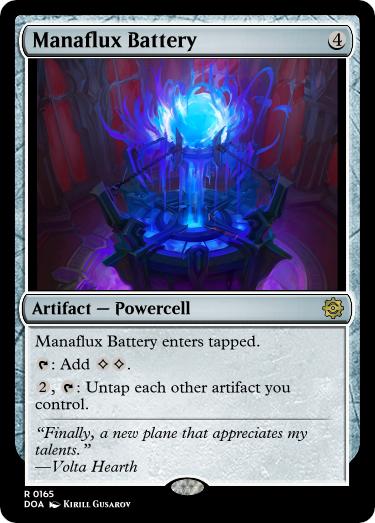 Manaflux Battery 4
Artifact — Powercell
Manaflux Battery enters tapped.
: Add .
2, : Untap each other artifact you
control.
“Finally, a new plane that appreciates my
talents.”
—Volta Hearth
R 0165
DOA Kirill Gusarov